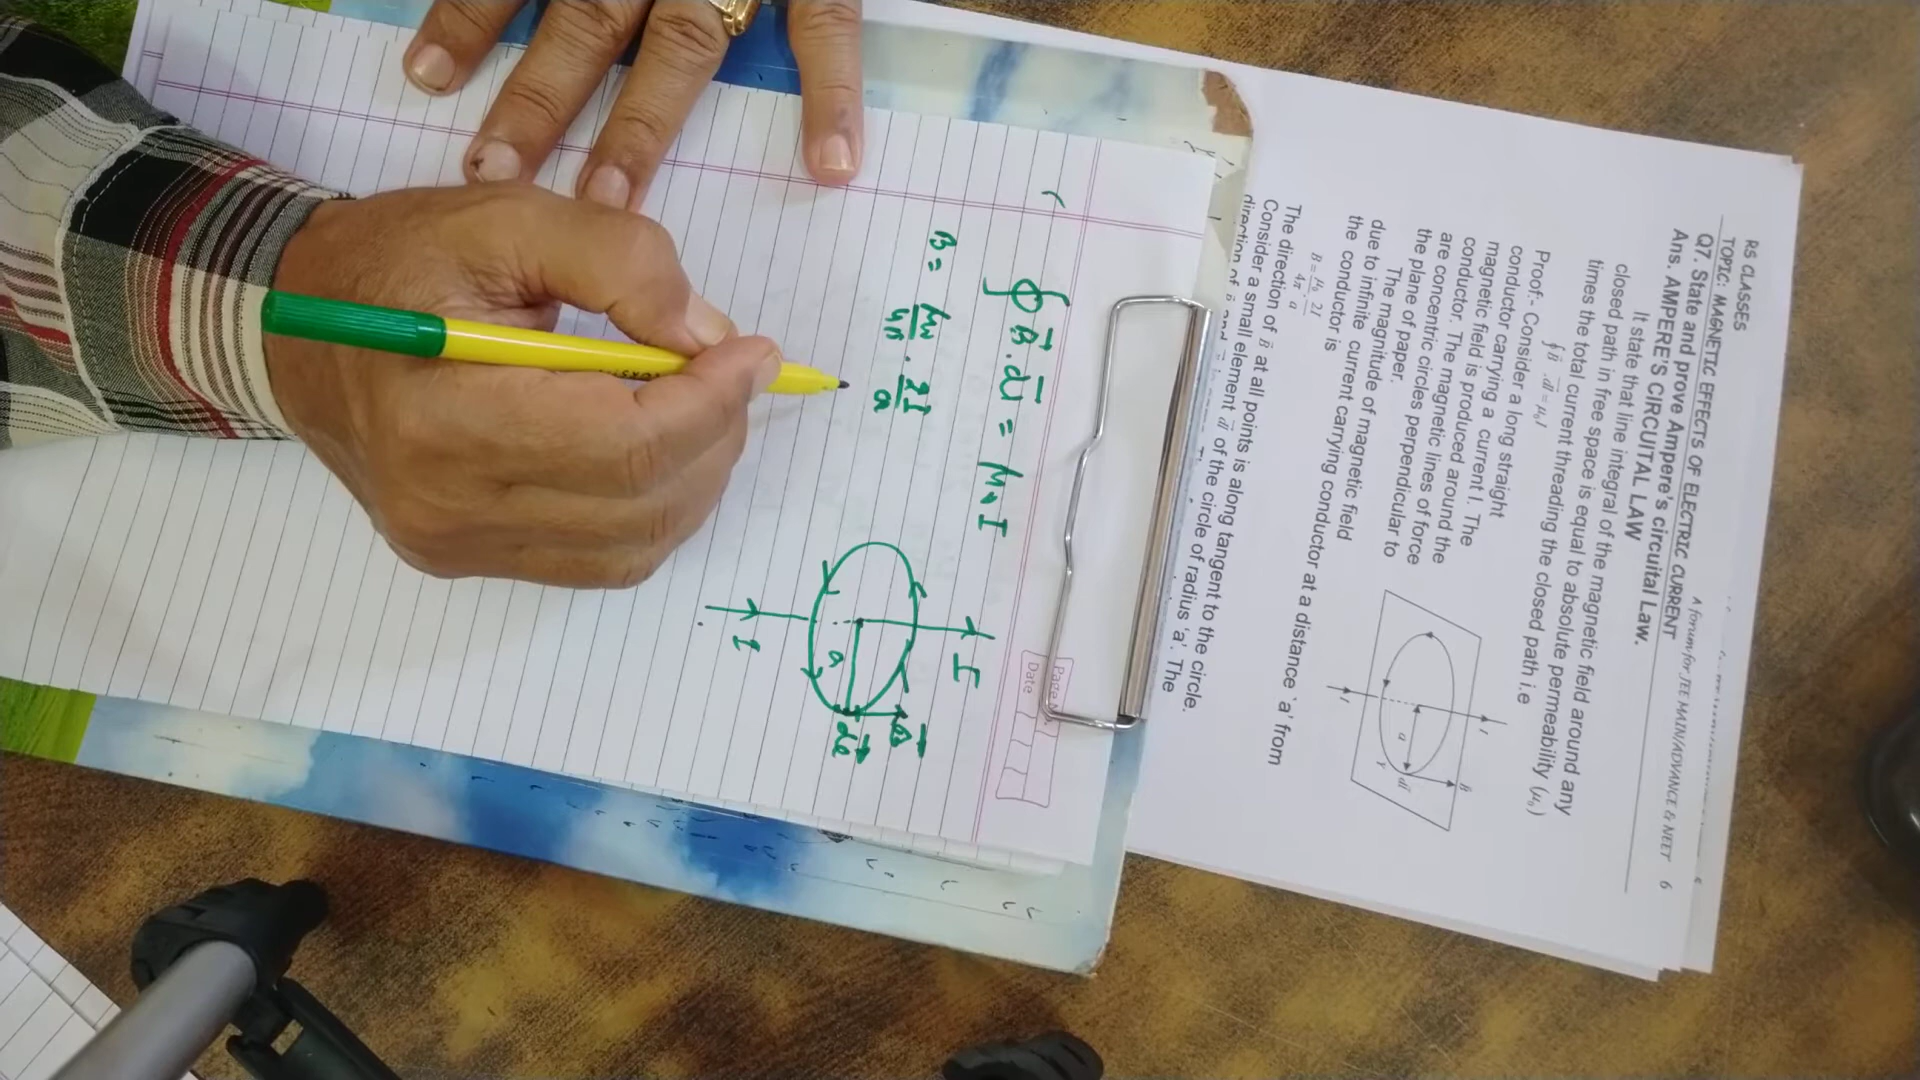 RS CLASSES
TOPIC: MAGNETIC EFFECTS OF ELECTRIC CURRENT
A forum for JEE MAIN/ADVANCE & NEET 6
Q7. State and prove Ampere's circuital Law.
Ans. AMPERE'S CIRCUITAL LAW
It state that line integral of the magnetic field around any
closed path in free space is equal to absolute permeability (μ₀)
times the total current threading the closed path i.e
∮ B⃗ . dl⃗ = μ₀I
Proof:- Consider a long straight
conductor carrying a current I. The
magnetic field is produced around the
conductor. The magnetic lines of force
are concentric circles perpendicular to
the plane of paper.
The magnitude of magnetic field
due to infinite current carrying conductor at a distance 'a' from
the conductor is
B = μ₀/4π 2I/a
The direction of B⃗ at all points is along tangent to the circle.
Consider a small element dl⃗ of the circle of radius 'a'. The
direction of B⃗ and
I
a
dl
B
r
I
Page No.
Date
∮ B⃗ . dl⃗ = μ₀ I
B = μ₀/4π . 2I/a
I
a
B⃗
dl⃗
I